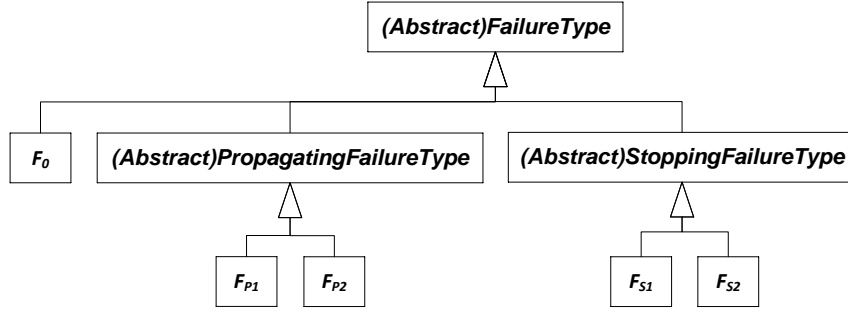 (Abstract)FailureType
F0
(Abstract)PropagatingFailureType
(Abstract)StoppingFailureType
FP1
FP2
FS1
FS2